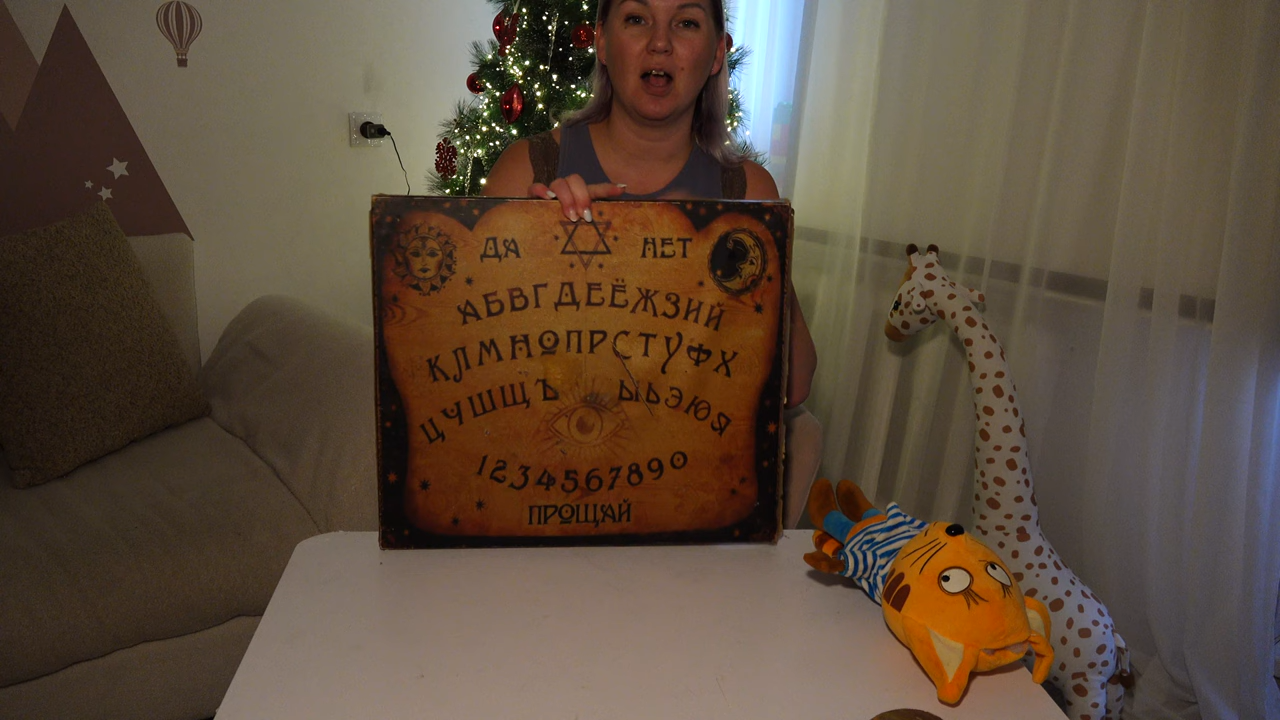 ДА НЕТ
АБВГДЕЁЖЗИЙ
КЛМНОПРСТУФХ
ЦЧШЩЪ ЫЬЭЮЯ
1234567890
ПРОЩАЙ